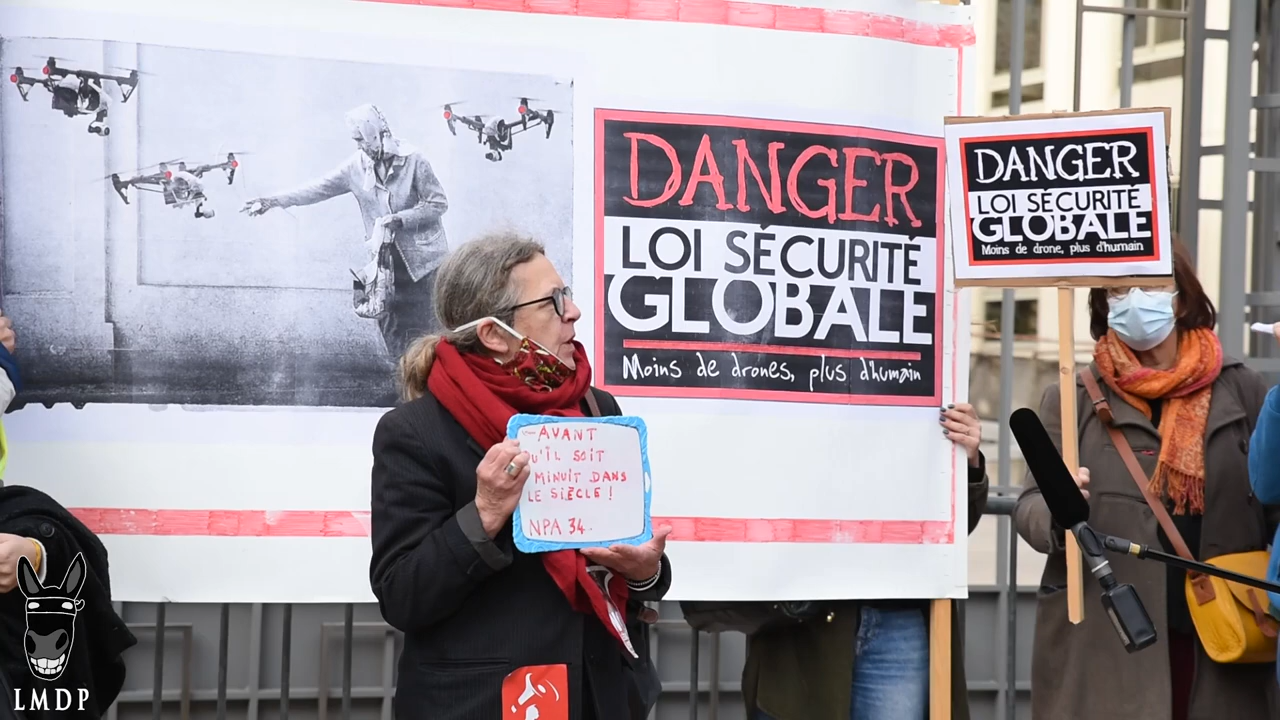 DANGER
LOI SÉCURITÉ
GLOBALE
Moins de drones, plus d'humain
DANGER
LOI SÉCURITÉ
GLOBALE
Moins de drone, plus d'humain
AVANT
QU'IL SOIT
MINUIT DANS
LE SIÈCLE !
NPA 34
LMDP